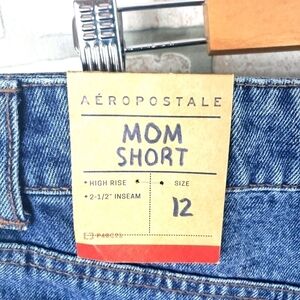 AÉROPOSTALE
MOM
SHORT
• HIGH RISE • • SIZE
• 2-1/2" INSEAM
12